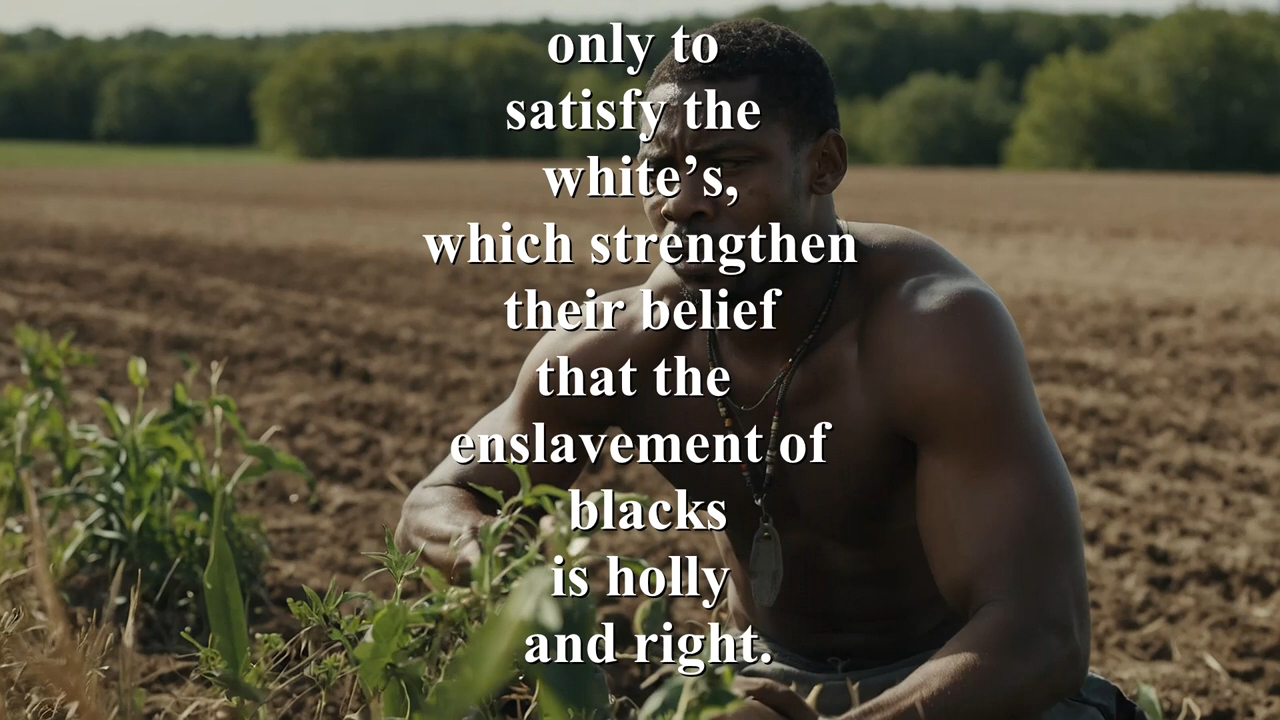 only to
satisfy the
white’s,
which strengthen
their belief
that the
enslavement of
blacks
is holly
and right.